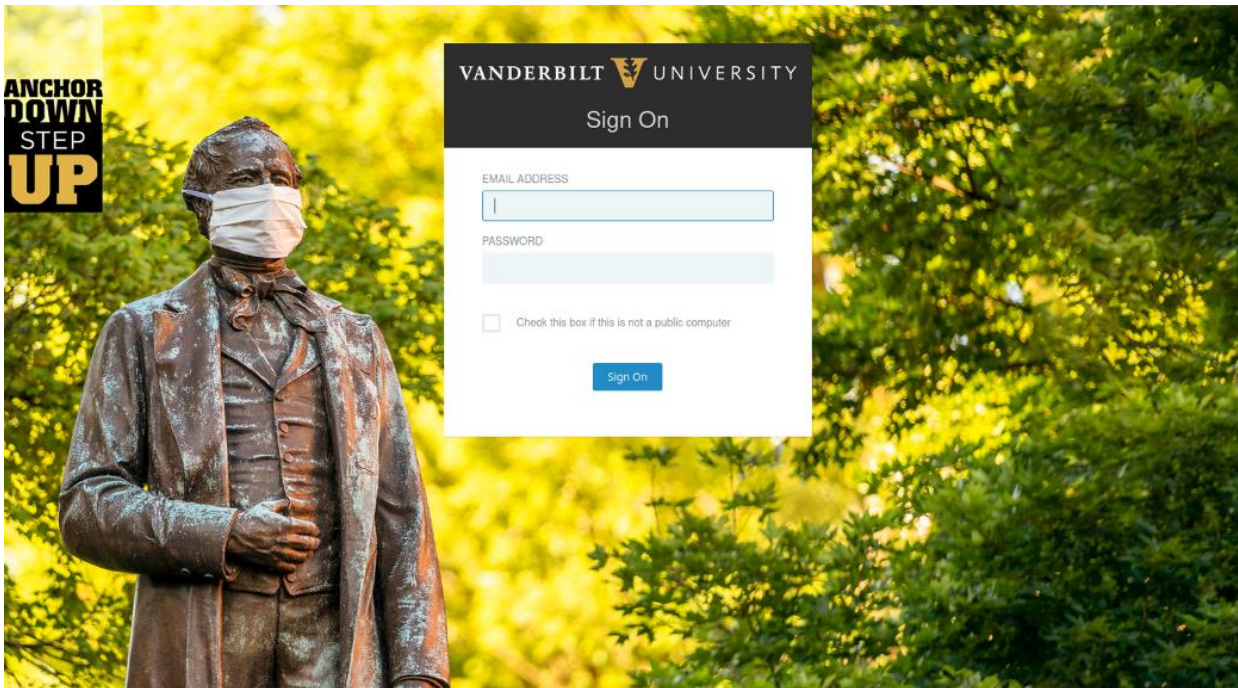 ANCHOR
DOWN
STEP
UP
VANDERBILT V UNIVERSITY
Sign On
EMAIL ADDRESS
PASSWORD
Check this box if this is not a public computer
Sign On